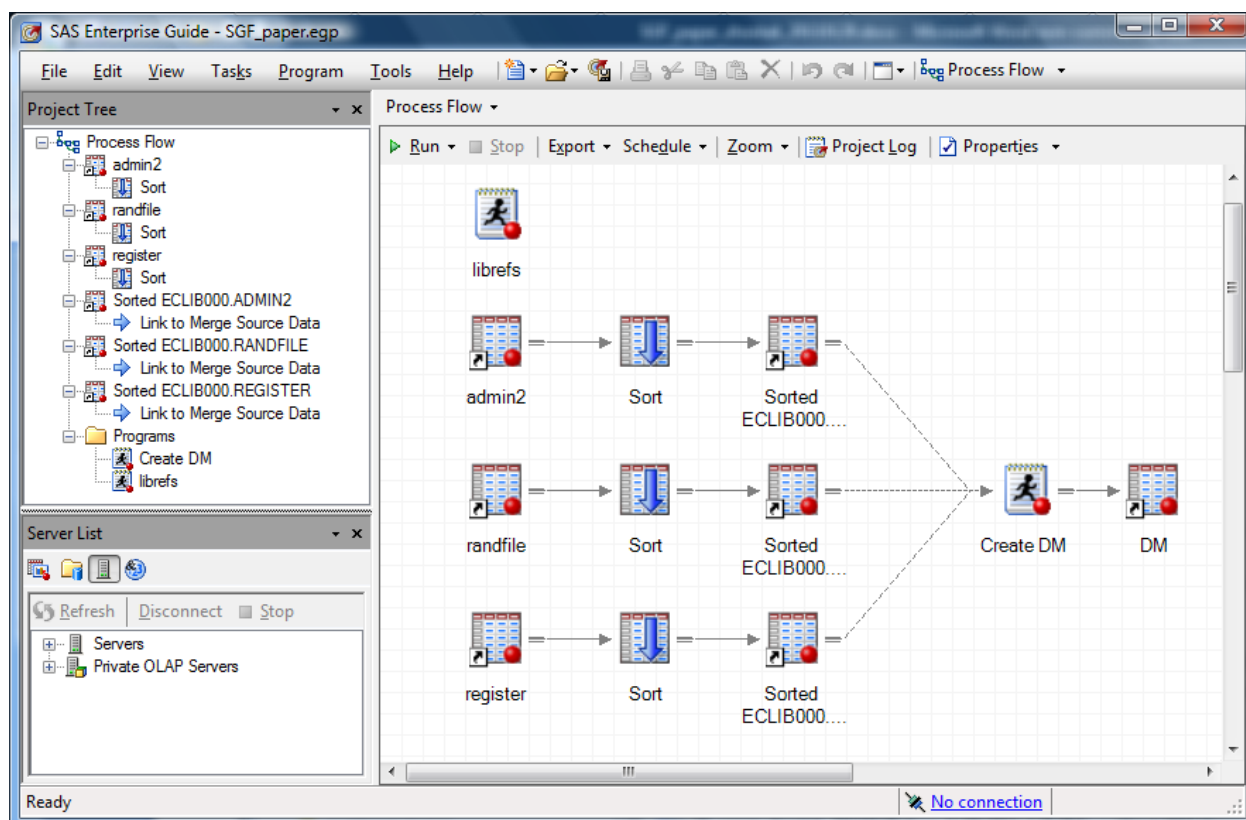 SAS Enterprise Guide - SGF_paper.egp
File Edit View Tasks Program Tools Help Process Flow
Project Tree
Process Flow
admin2
Sort
randfile
Sort
register
Sort
Sorted ECLIB000.ADMIN2
Link to Merge Source Data
Sorted ECLIB000.RANDFILE
Link to Merge Source Data
Sorted ECLIB000.REGISTER
Link to Merge Source Data
Programs
Create DM
librefs
Server List
Refresh Disconnect Stop
Servers
Private OLAP Servers
Process Flow
Run Stop Export Schedule Zoom Project Log Properties
librefs
admin2 Sort Sorted
ECLIB000....
randfile Sort Sorted Create DM DM
ECLIB000....
register Sort Sorted
ECLIB000....
Ready No connection